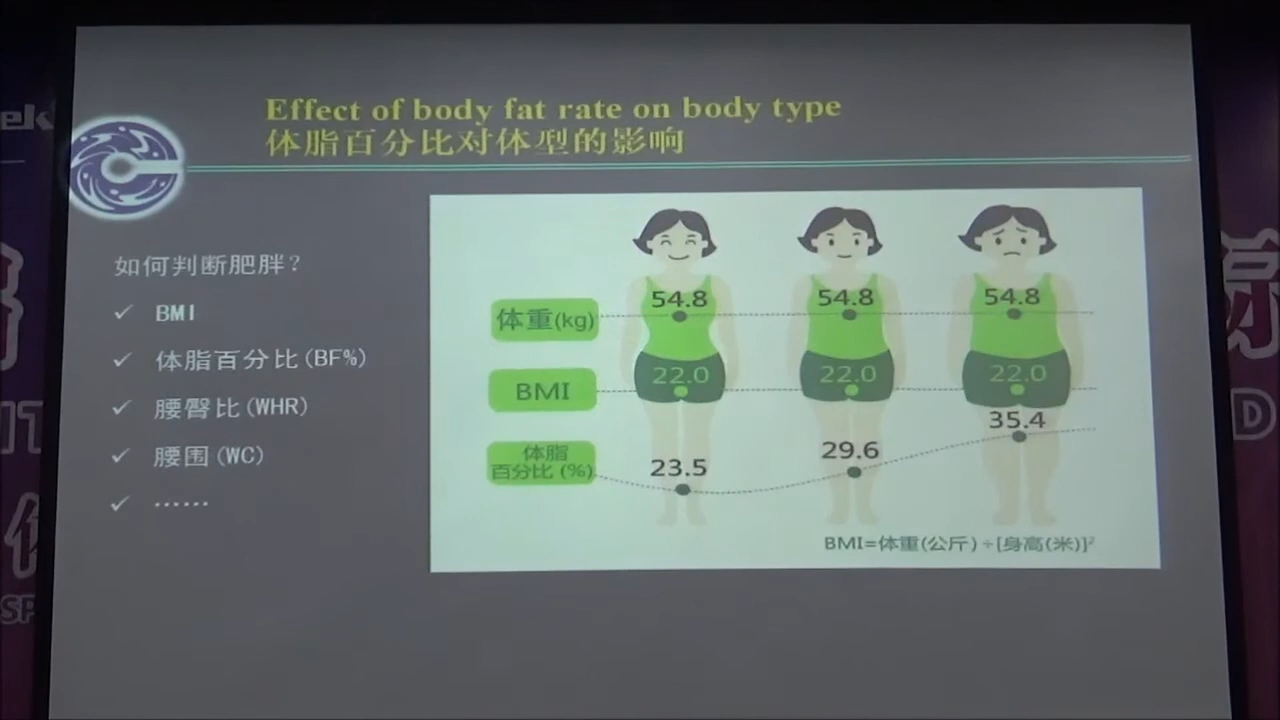 Effect of body fat rate on body type
体脂百分比对体型的影响
如何判断肥胖?
✓ BMI
✓ 体脂百分比(BF%)
✓ 腰臀比(WHR)
✓ 腰围(WC)
✓ ······
体重(kg)
54.8
54.8
54.8
BMI
22.0
22.0
22.0
体脂
百分比(%)
23.5
29.6
35.4
BMI=体重(公斤)÷[身高(米)]²